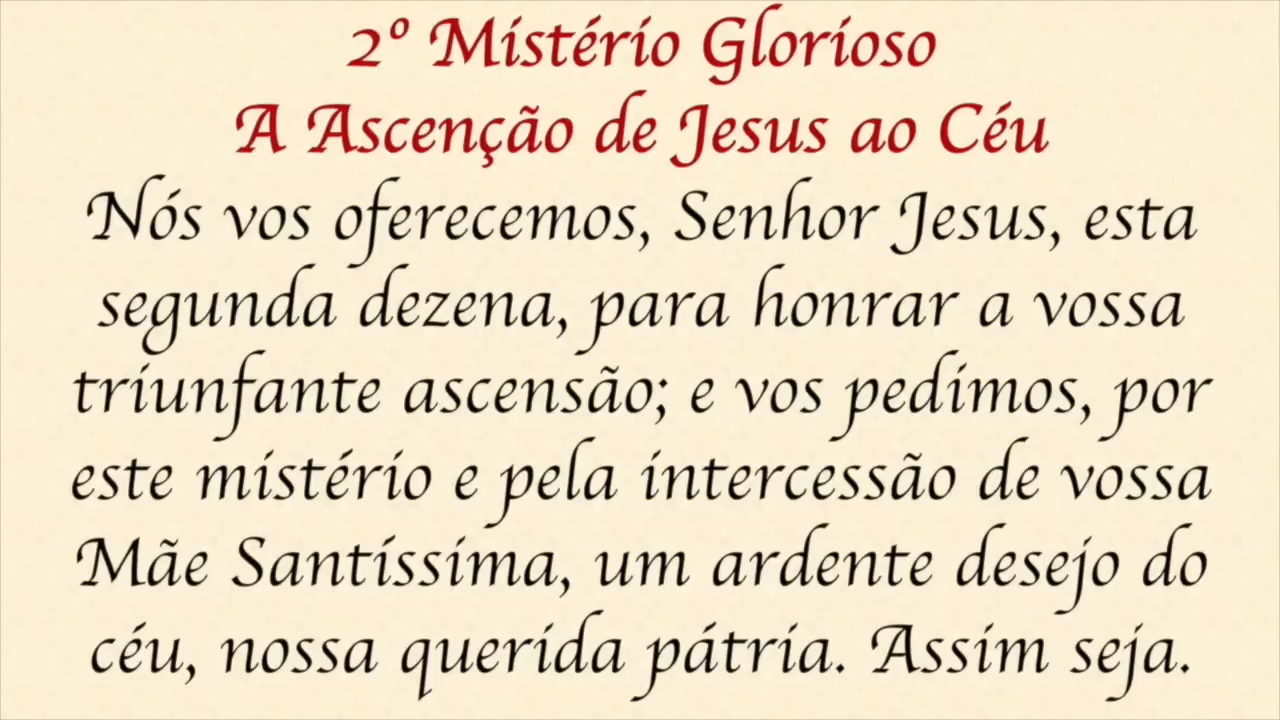 2º Mistério Glorioso
A Ascenção de Jesus ao Céu
Nós vos oferecemos, Senhor Jesus, esta
segunda dezena, para honrar a vossa
triunfante ascensão; e vos pedimos, por
este mistério e pela intercessão de vossa
Mãe Santíssima, um ardente desejo do
céu, nossa querida pátria. Assim seja.